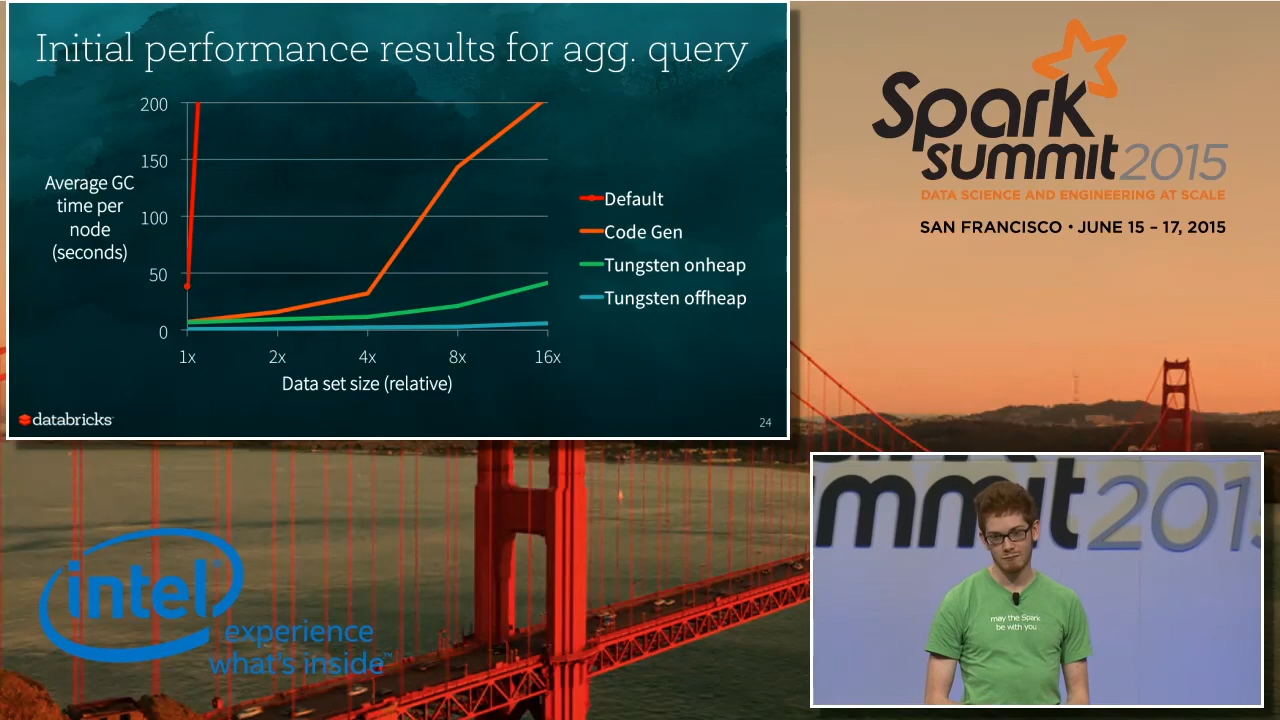 Initial performance results for agg. query
200
150
100
50
0
Average GC
time per
node
(seconds)
1x
2x
4x
8x
16x
Data set size (relative)
Default
Code Gen
Tungsten onheap
Tungsten offheap
databricks
24
Spark
summit 2015
DATA SCIENCE AND ENGINEERING AT SCALE
SAN FRANCISCO • JUNE 15 – 17, 2015
intel®
experience
what's inside™
mmit 2015
may the Spark
be with you